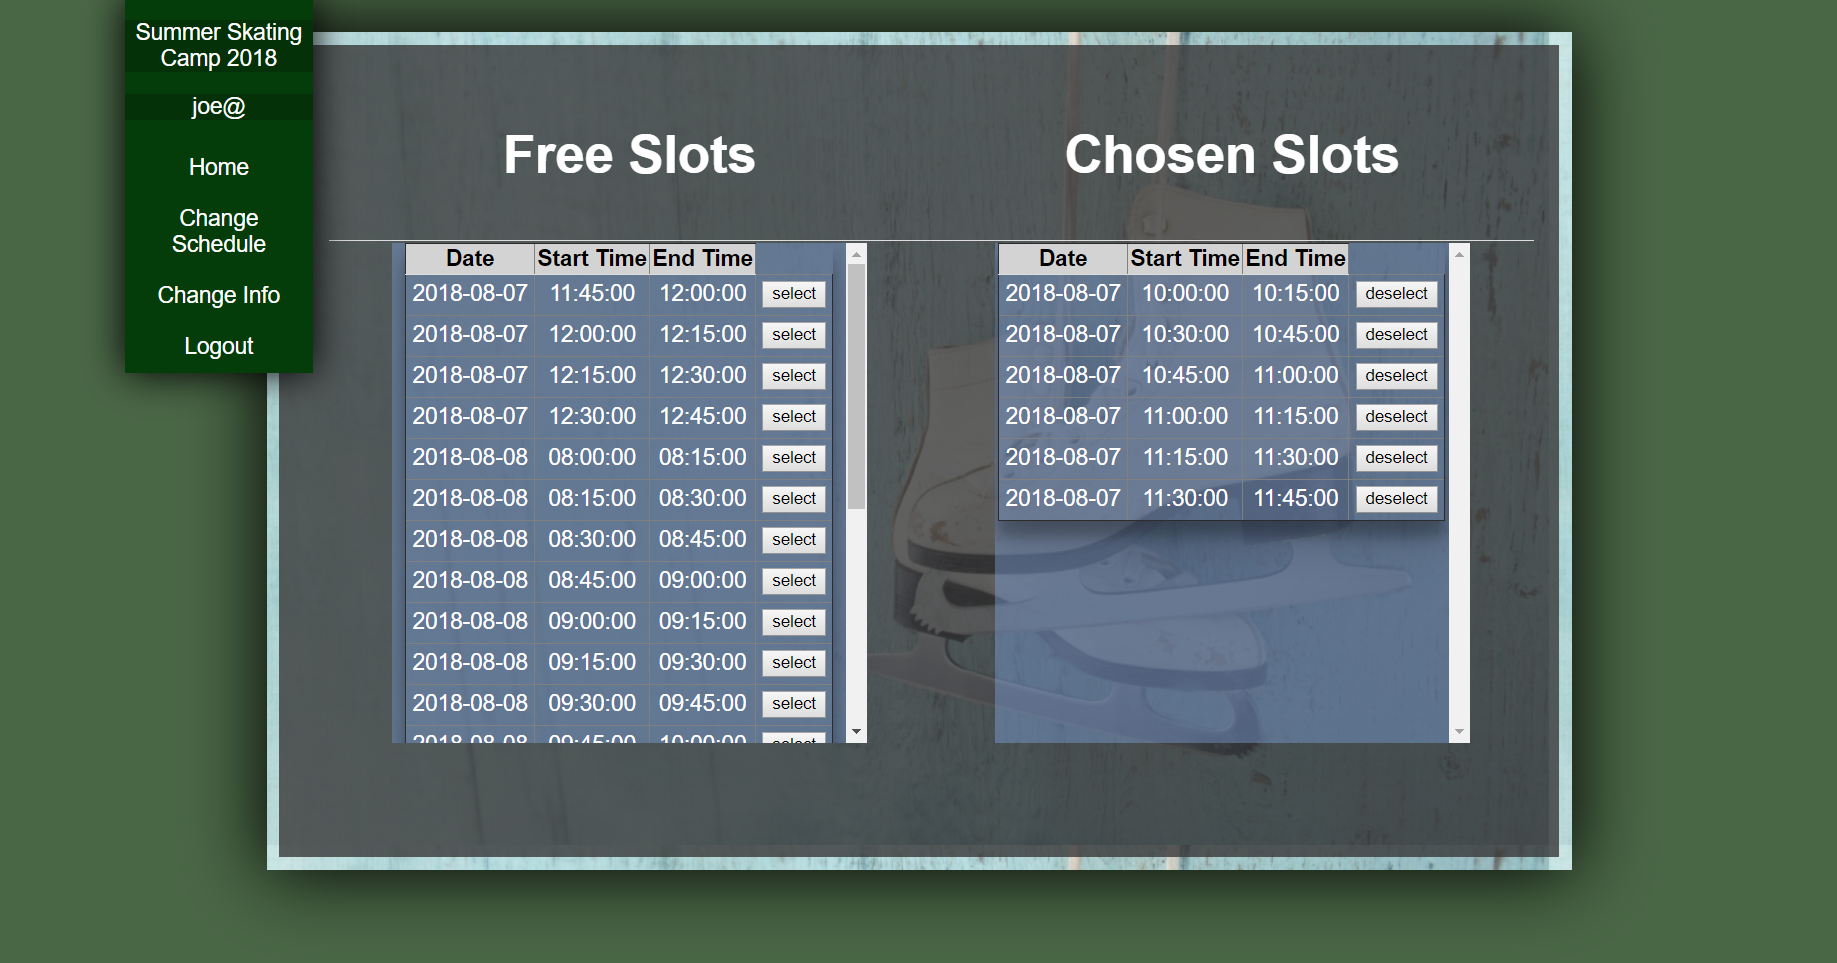 Summer Skating
Camp 2018
joe@
Home
Change
Schedule
Change Info
Logout
Free Slots
Date Start Time End Time
2018-08-07 11:45:00 12:00:00 select
2018-08-07 12:00:00 12:15:00 select
2018-08-07 12:15:00 12:30:00 select
2018-08-07 12:30:00 12:45:00 select
2018-08-08 08:00:00 08:15:00 select
2018-08-08 08:15:00 08:30:00 select
2018-08-08 08:30:00 08:45:00 select
2018-08-08 08:45:00 09:00:00 select
2018-08-08 09:00:00 09:15:00 select
2018-08-08 09:15:00 09:30:00 select
2018-08-08 09:30:00 09:45:00 select
2018-08-08 09:45:00 10:00:00 select
Chosen Slots
Date Start Time End Time
2018-08-07 10:00:00 10:15:00 deselect
2018-08-07 10:30:00 10:45:00 deselect
2018-08-07 10:45:00 11:00:00 deselect
2018-08-07 11:00:00 11:15:00 deselect
2018-08-07 11:15:00 11:30:00 deselect
2018-08-07 11:30:00 11:45:00 deselect